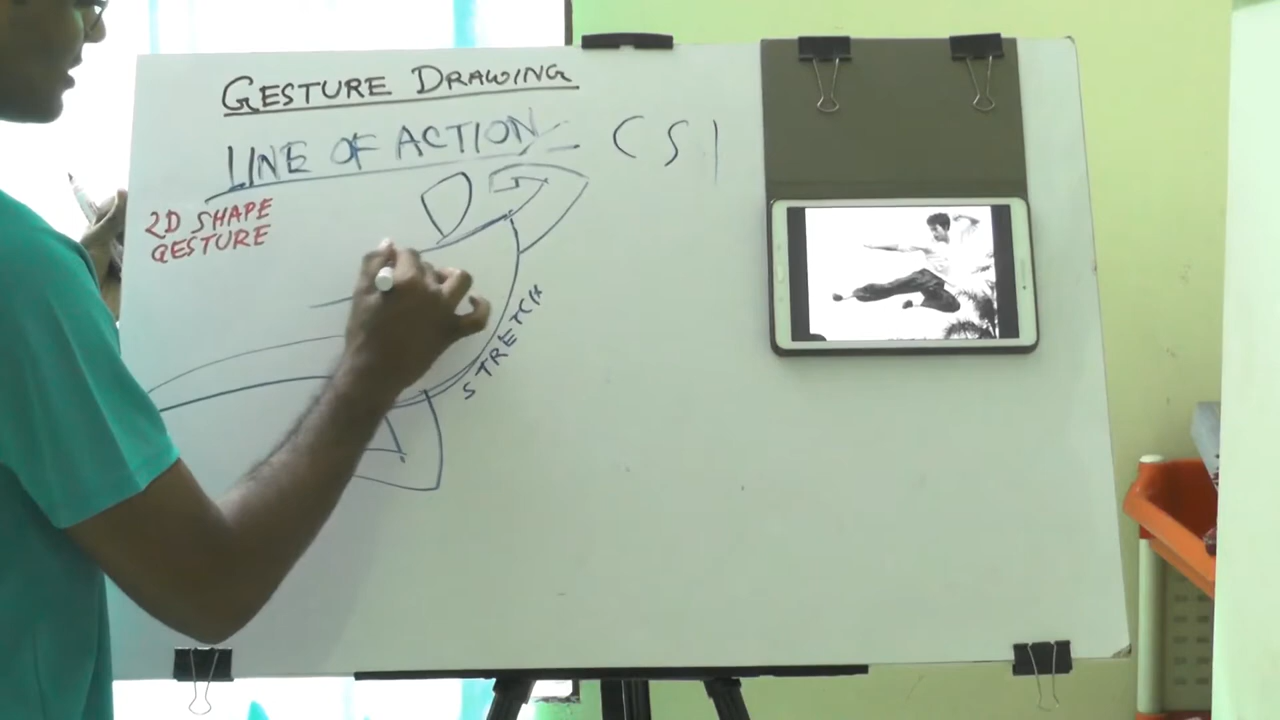 GESTURE DRAWING
LINE OF ACTION = C S I
2D SHAPE
GESTURE
STRETCH